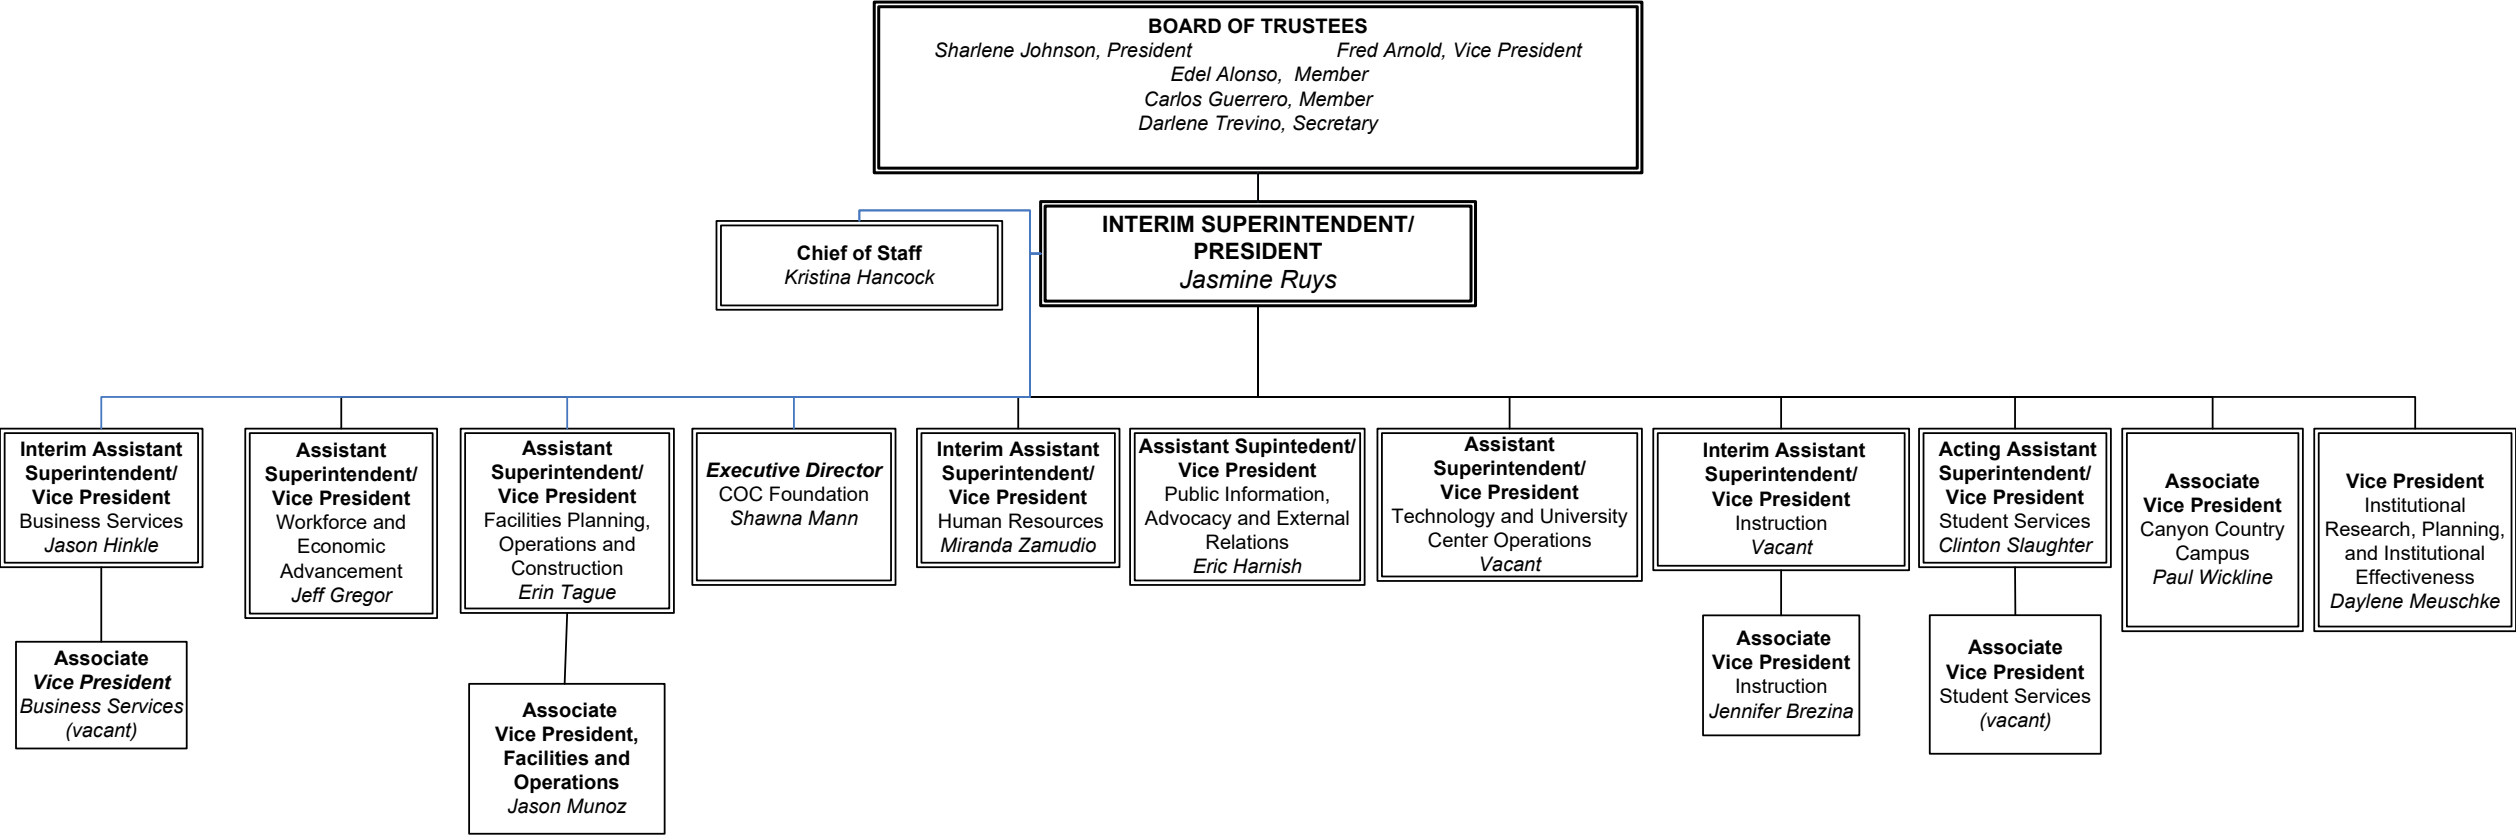 BOARD OF TRUSTEES
Sharlene Johnson, President Fred Arnold, Vice President
Edel Alonso, Member
Carlos Guerrero, Member
Darlene Trevino, Secretary
INTERIM SUPERINTENDENT/
PRESIDENT
Jasmine Ruys
Chief of Staff
Kristina Hancock
Interim Assistant
Superintendent/
Vice President
Business Services
Jason Hinkle
Assistant
Superintendent/
Vice President
Workforce and
Economic
Advancement
Jeff Gregor
Assistant
Superintendent/
Vice President
Facilities Planning,
Operations and
Construction
Erin Tague
Executive Director
COC Foundation
Shawna Mann
Interim Assistant
Superintendent/
Vice President
Human Resources
Miranda Zamudio
Assistant Supintedent/
Vice President
Public Information,
Advocacy and External
Relations
Eric Harnish
Assistant
Superintendent/
Vice President
Technology and University
Center Operations
Vacant
Interim Assistant
Superintendent/
Vice President
Instruction
Vacant
Acting Assistant
Superintendent/
Vice President
Student Services
Clinton Slaughter
Associate
Vice President
Canyon Country
Campus
Paul Wickline
Vice President
Institutional
Research, Planning,
and Institutional
Effectiveness
Daylene Meuschke
Associate
Vice President
Business Services
(vacant)
Associate
Vice President,
Facilities and
Operations
Jason Munoz
Associate
Vice President
Instruction
Jennifer Brezina
Associate
Vice President
Student Services
(vacant)